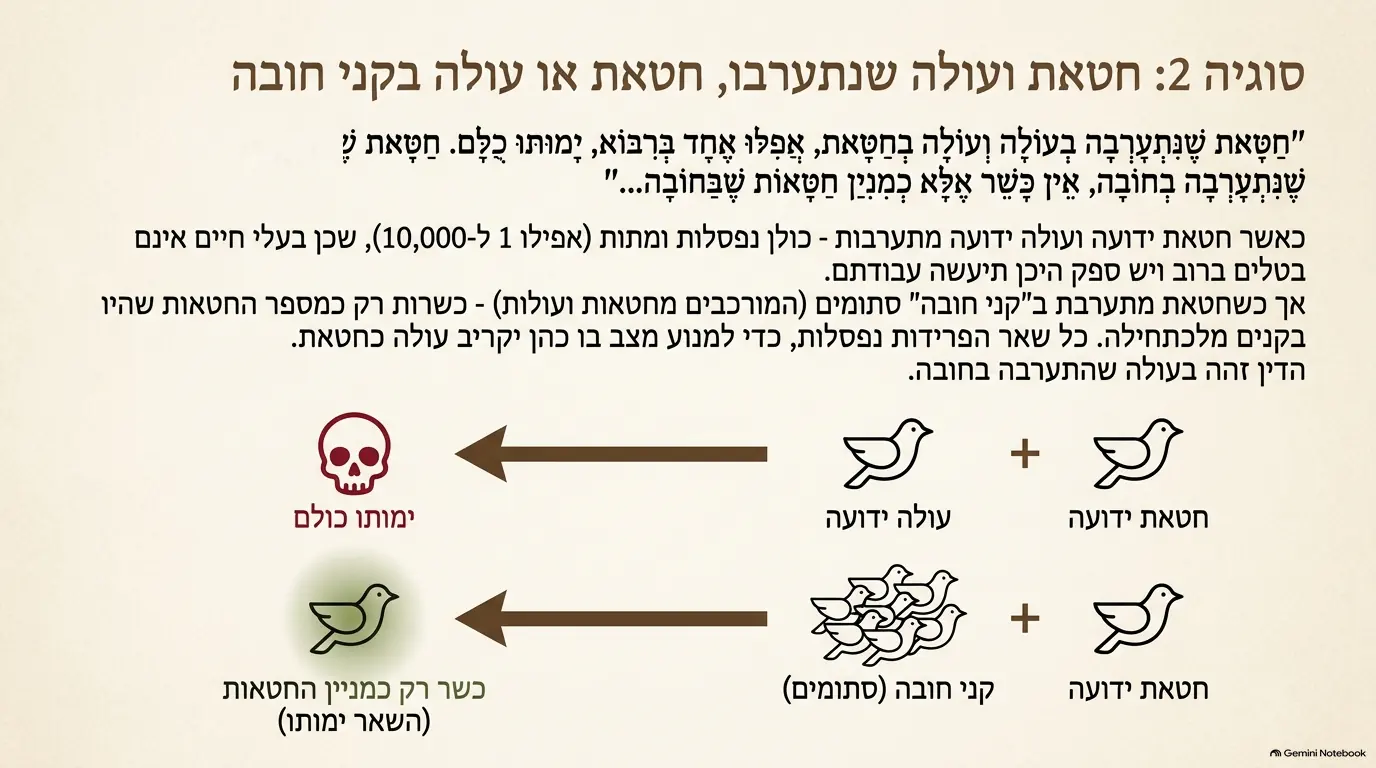 סוגיה 2: חטאת ועולה שנתערבו, חטאת או עולה בקני חובה
"חַטָּאת שֶׁנִּתְעָרְבָה בְעוֹלָה וְעוֹלָה בְחַטָּאת, אֲפִלּוּ אֶחָד בְּרִבּוֹא, יָמוּתוּ כֻלָּם. חַטָּאת שֶׁ
שֶׁנִּתְעָרְבָה בְחוֹבָה, אֵין כָּשֵׁר אֶלָּא כְמִנְיַן חַטָּאוֹת שֶׁבַּחוֹבָה..."
כאשר חטאת ידועה ועולה ידועה מתערבות - כולן נפסלות ומתות (אפילו 1 ל-10,000), שכן בעלי חיים אינם
בטלים ברוב ויש ספק היכן תיעשה עבודתם.
אך כשחטאת מתערבת ב"קני חובה" סתומים (המורכבים מחטאות ועולות) - כשרות רק כמספר החטאות שהיו
בקנים מלכתחילה. כל שאר הפרידות נפסלות, כדי למנוע מצב בו כהן יקריב עולה כחטאת.
הדין זהה בעולה שהתערבה בחובה.
+
חטאת ידועה
עולה ידועה
ימותו כולם
+
חטאת ידועה
קני חובה (סתומים)
כשר רק כמניין החטאות
(השאר ימותו)
Gemini Notebook